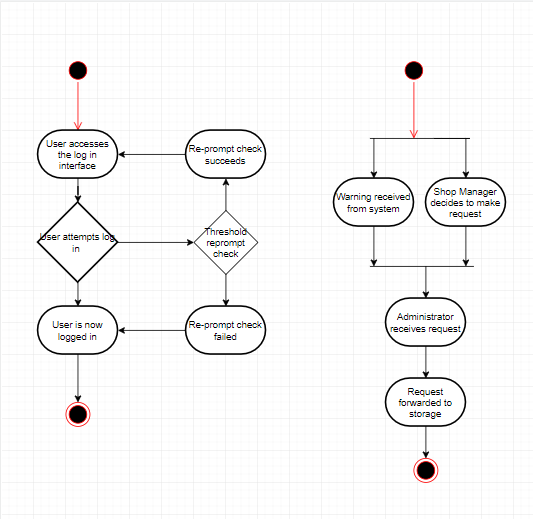 User accesses
the log in
interface
Re-prompt check
succeeds
User attempts log
in
Threshold
reprompt
check
User is now
logged in
Re-prompt check
failed
Warning received
from system
Shop Manager
decides to make
request
Administrator
receives request
Request
forwarded to
storage